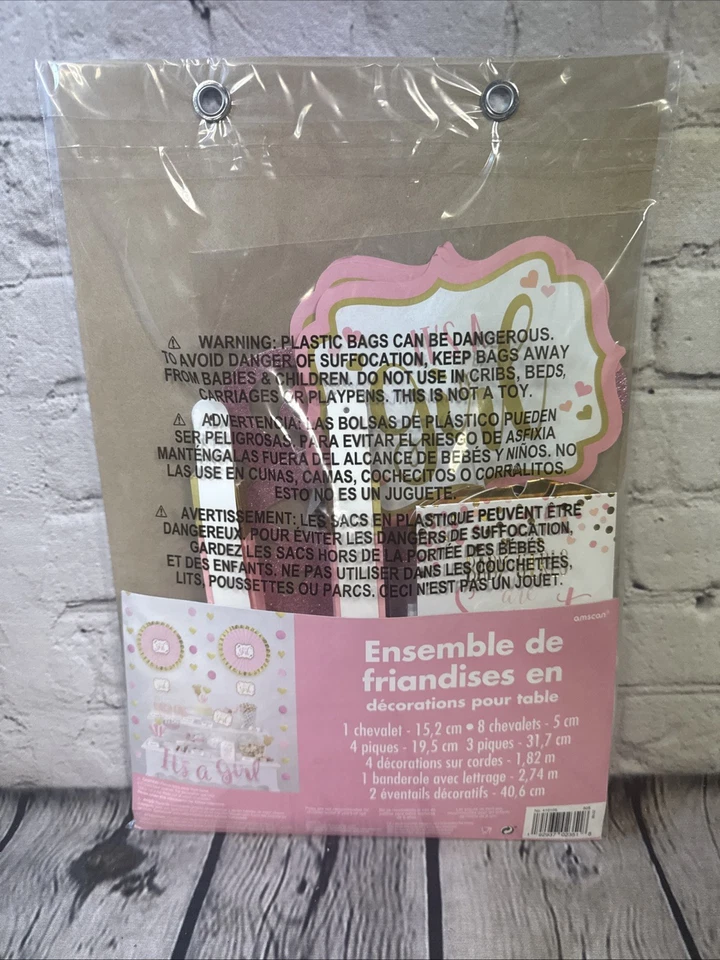 IT'S A
girl
⚠ WARNING: PLASTIC BAGS CAN BE DANGEROUS.
TO AVOID DANGER OF SUFFOCATION, KEEP BAGS AWAY
FROM BABIES & CHILDREN. DO NOT USE IN CRIBS, BEDS,
CARRIAGES OR PLAYPENS. THIS IS NOT A TOY.
⚠ ADVERTENCIA: LAS BOLSAS DE PLÁSTICO PUEDEN
SER PELIGROSAS. PARA EVITAR EL RIESGO DE ASFIXIA
MANTÉNGALAS FUERA DEL ALCANCE DE BEBÉS Y NIÑOS. NO
LAS USE EN CUNAS, CAMAS, COCHECITOS O CORRALITOS.
ESTO NO ES UN JUGUETE.
⚠ AVERTISSEMENT: LES SACS EN PLASTIQUE PEUVENT ÊTRE
DANGEREUX. POUR ÉVITER LES DANGERS DE SUFFOCATION,
GARDEZ LES SACS HORS DE LA PORTÉE DES BÉBÉS
ET DES ENFANTS. NE PAS UTILISER DANS LES COUCHETTES,
LITS, POUSSETTES OU PARCS. CECI N'EST PAS UN JOUET.
are
amscan
Ensemble de
friandises en
décorations pour table
1 chevalet - 15,2 cm • 8 chevalets - 5 cm
4 piques - 19,5 cm 3 piques - 31,7 cm
4 décorations sur cordes - 1,82 m
1 banderole avec lettrage - 2,74 m
2 éventails décoratifs - 40,6 cm
It's a Girl